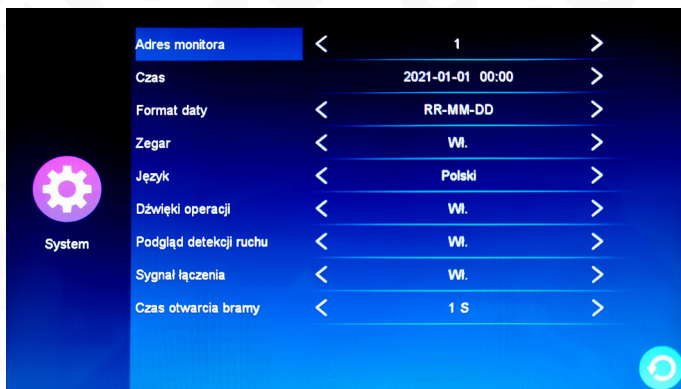 Adres monitora 1
Czas 2021-01-01 00:00
Format daty RR-MM-DD
Zegar Wł.
Język Polski
Dźwięki operacji Wł.
System
Podgląd detekcji ruchu Wł.
Sygnał łączenia Wł.
Czas otwarcia bramy 1 S